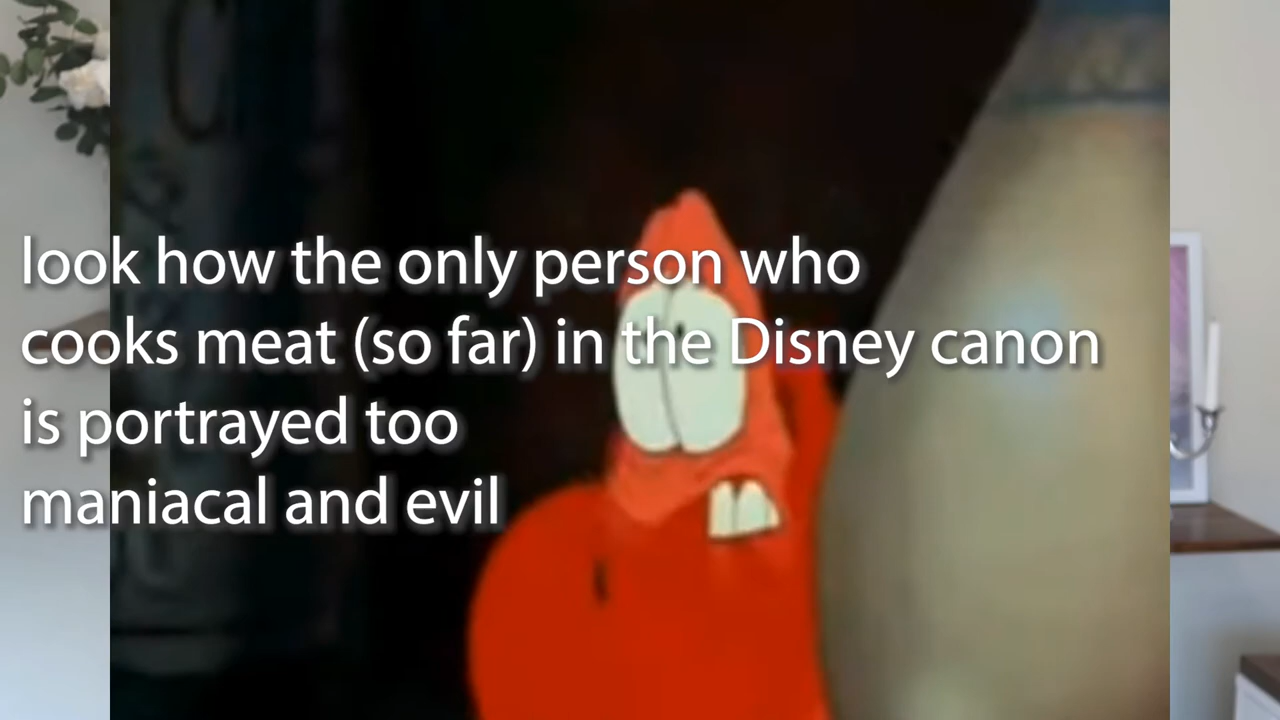 look how the only person who
cooks meat (so far) in the Disney canon
is portrayed too
maniacal and evil